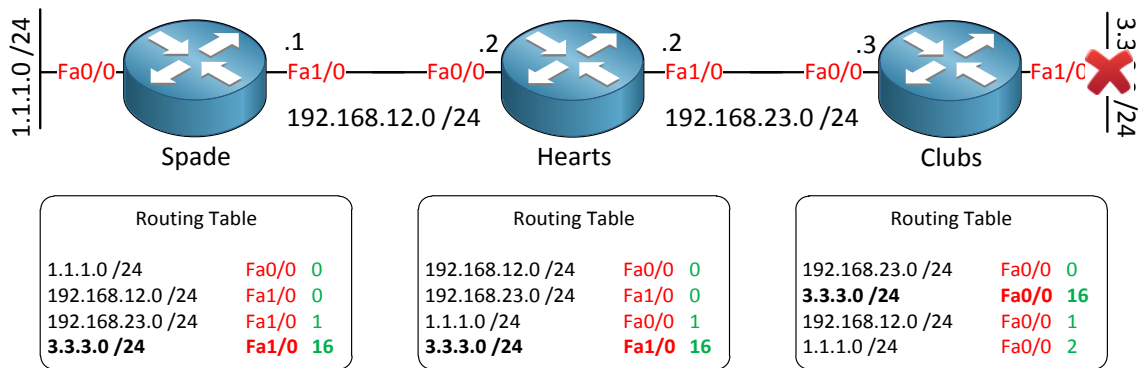 1.1.1.0 /24
Fa0/0
.1
Fa1/0
192.168.12.0 /24
.2
Fa0/0
.2
Fa1/0
192.168.23.0 /24
.3
Fa0/0
Fa1/0
/24
Spade
Hearts
Clubs
Routing Table
1.1.1.0 /24 Fa0/0 0
192.168.12.0 /24 Fa1/0 0
192.168.23.0 /24 Fa1/0 1
3.3.3.0 /24 Fa1/0 16
Routing Table
192.168.12.0 /24 Fa0/0 0
192.168.23.0 /24 Fa1/0 0
1.1.1.0 /24 Fa0/0 1
3.3.3.0 /24 Fa1/0 16
Routing Table
192.168.23.0 /24 Fa0/0 0
3.3.3.0 /24 Fa0/0 16
192.168.12.0 /24 Fa0/0 1
1.1.1.0 /24 Fa0/0 2